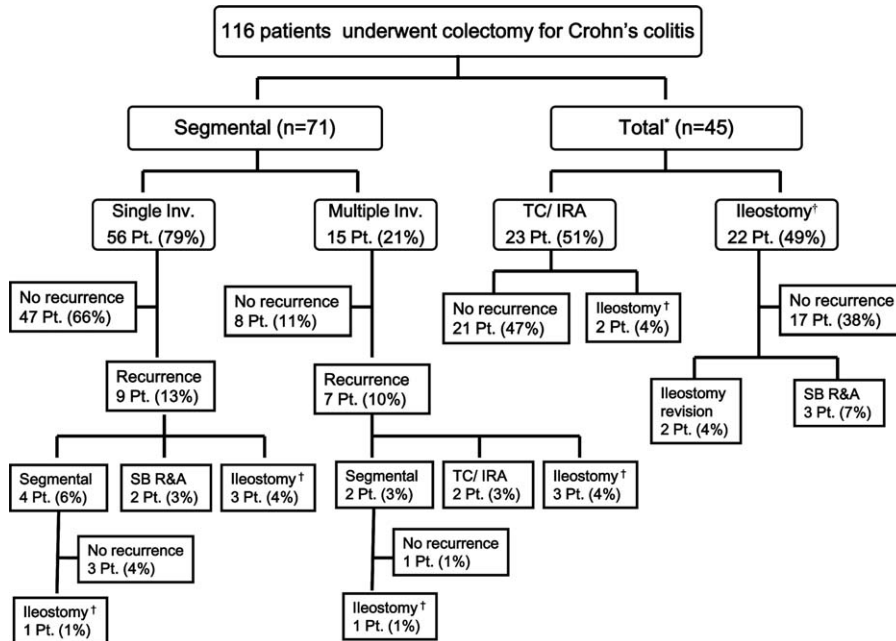 116 patients underwent colectomy for Crohn's colitis
Segmental (n=71)
Total* (n=45)
Single Inv.
56 Pt. (79%)
Multiple Inv.
15 Pt. (21%)
TC/ IRA
23 Pt. (51%)
Ileostomy†
22 Pt. (49%)
No recurrence
47 Pt. (66%)
No recurrence
8 Pt. (11%)
No recurrence
21 Pt. (47%)
Ileostomy†
2 Pt. (4%)
No recurrence
17 Pt. (38%)
Recurrence
9 Pt. (13%)
Recurrence
7 Pt. (10%)
Ileostomy
revision
2 Pt. (4%)
SB R&A
3 Pt. (7%)
Segmental
4 Pt. (6%)
SB R&A
2 Pt. (3%)
Ileostomy†
3 Pt. (4%)
Segmental
2 Pt. (3%)
TC/ IRA
2 Pt. (3%)
Ileostomy†
3 Pt. (4%)
No recurrence
3 Pt. (4%)
No recurrence
1 Pt. (1%)
Ileostomy†
1 Pt. (1%)
Ileostomy†
1 Pt. (1%)